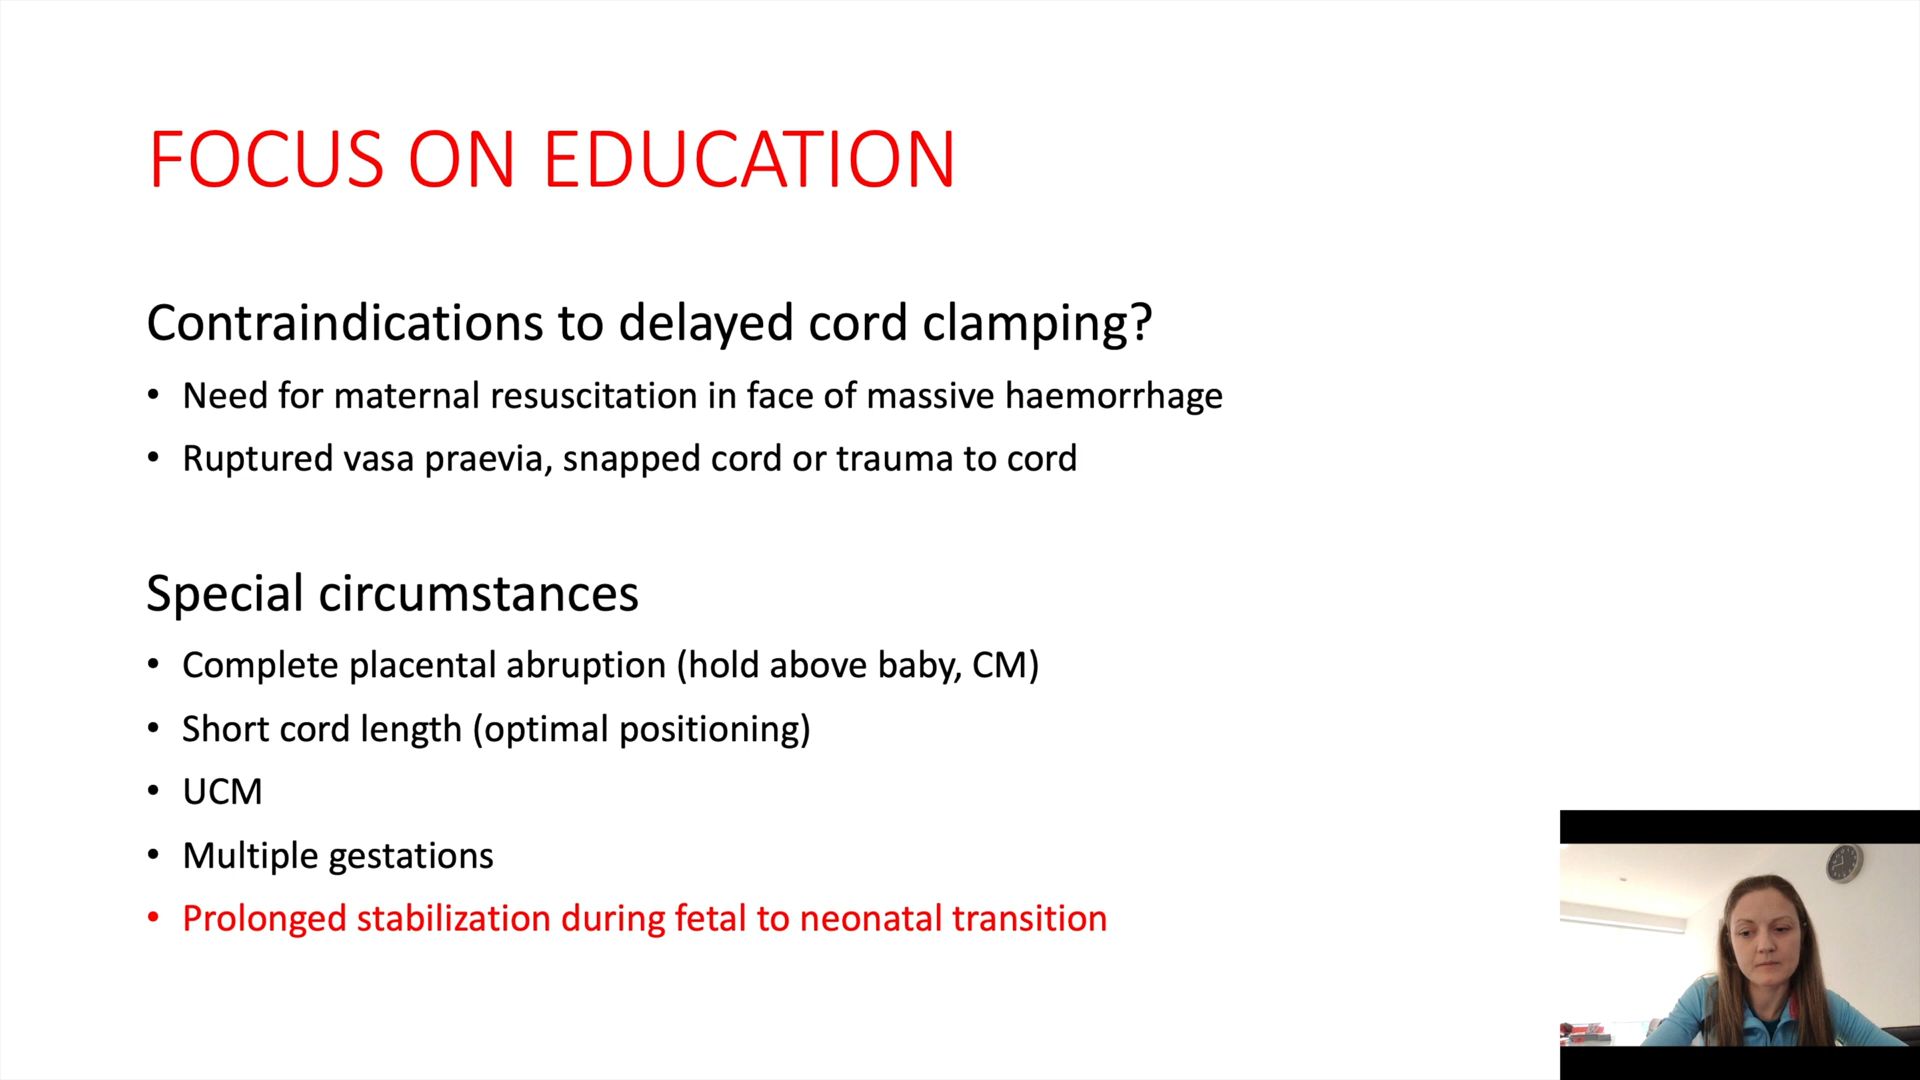 FOCUS ON EDUCATION
Contraindications to delayed cord clamping?
• Need for maternal resuscitation in face of massive haemorrhage
• Ruptured vasa praevia, snapped cord or trauma to cord
Special circumstances
• Complete placental abruption (hold above baby, CM)
• Short cord length (optimal positioning)
• UCM
• Multiple gestations
• Prolonged stabilization during fetal to neonatal transition